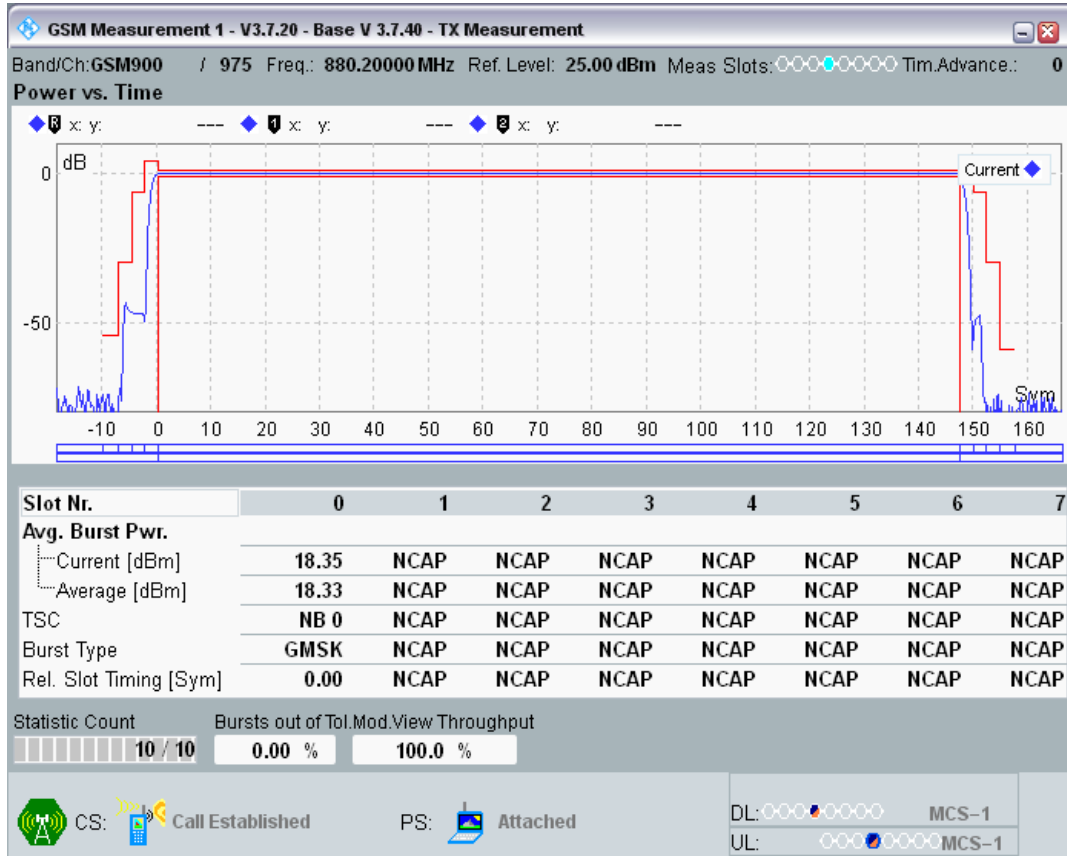 GSM Measurement 1 - V3.7.20 - Base V 3.7.40 - TX Measurement
Band/Ch:GSM900 / 975 Freq.: 880.20000 MHz Ref. Level: 25.00 dBm Meas Slots: Tim.Advance.: 0
Power vs. Time
R x: y: --- 1 x: y: --- 2 x: y: ---
dB
Current
0
-50
Sym
-10 0 10 20 30 40 50 60 70 80 90 100 110 120 130 140 150 160
Slot Nr. 0 1 2 3 4 5 6 7
Avg. Burst Pwr.
Current [dBm] 18.35 NCAP NCAP NCAP NCAP NCAP NCAP NCAP
Average [dBm] 18.33 NCAP NCAP NCAP NCAP NCAP NCAP NCAP
TSC NB 0 NCAP NCAP NCAP NCAP NCAP NCAP NCAP
Burst Type GMSK NCAP NCAP NCAP NCAP NCAP NCAP NCAP
Rel. Slot Timing [Sym] 0.00 NCAP NCAP NCAP NCAP NCAP NCAP NCAP
Statistic Count Bursts out of Tol.Mod.View Throughput
10 / 10 0.00 % 100.0 %
CS: Call Established PS: Attached
DL: MCS-1
UL: MCS-1